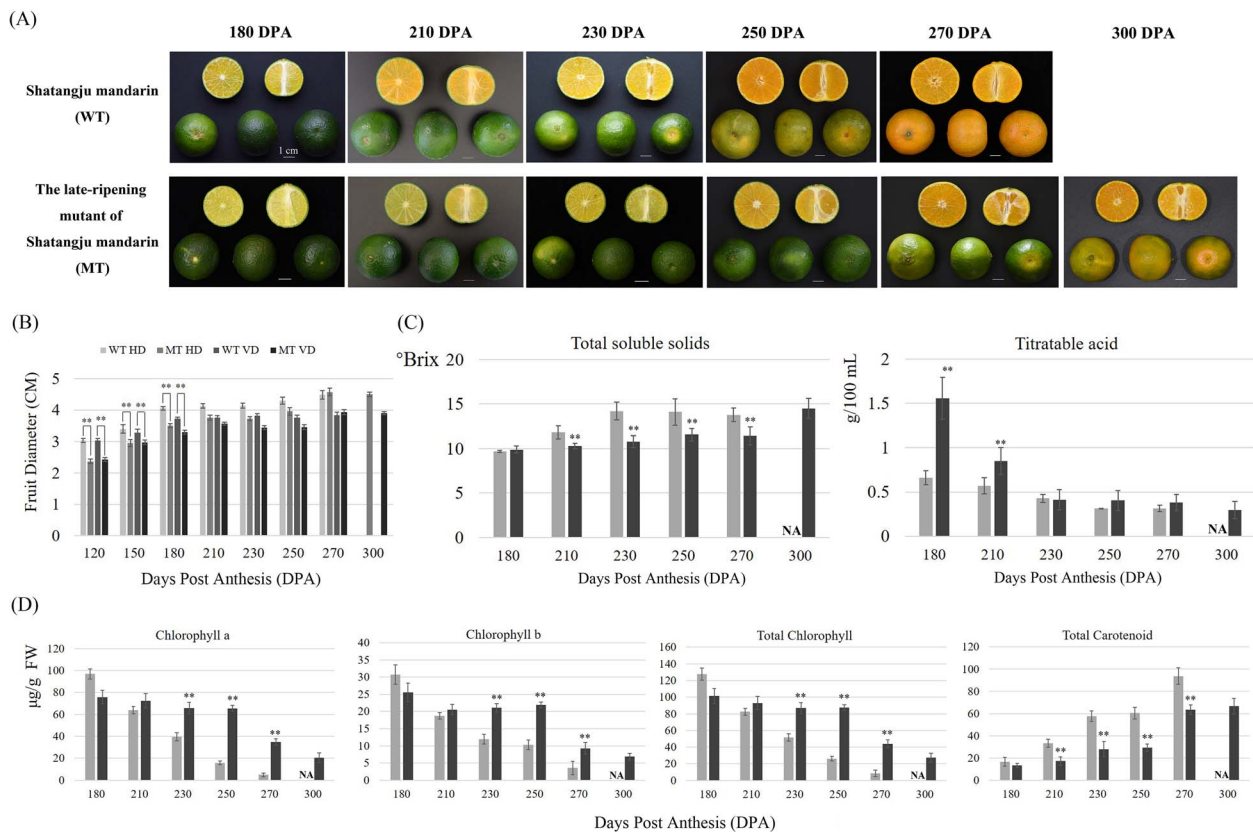 (A)
180 DPA 210 DPA 230 DPA 250 DPA 270 DPA 300 DPA
Shatangju mandarin
(WT)
1 cm
The late-ripening
mutant of
Shatangju mandarin
(MT)
(B)
WT HD MT HD WT VD MT VD
Fruit Diameter (CM)
5
4
3
2
1
0
** ** ** ** ** **
120 150 180 210 230 250 270 300
Days Post Anthesis (DPA)
(C)
Total soluble solids
°Brix
20
15
10
5
0
** ** ** **
NA
180 210 230 250 270 300
Days Post Anthesis (DPA)
Titratable acid
g/100 mL
2
1.5
1
0.5
0
** **
NA
180 210 230 250 270 300
(D)
µg/g FW
Chlorophyll a
120
100
80
60
40
20
0
** ** **
NA
180 210 230 250 270 300
Chlorophyll b
40
35
30
25
20
15
10
5
0
** ** **
NA
180 210 230 250 270 300
Total Chlorophyll
160
140
120
100
80
60
40
20
0
** ** **
NA
180 210 230 250 270 300
Total Carotenoid
120
100
80
60
40
20
0
** ** ** **
NA
180 210 230 250 270 300
Days Post Anthesis (DPA)